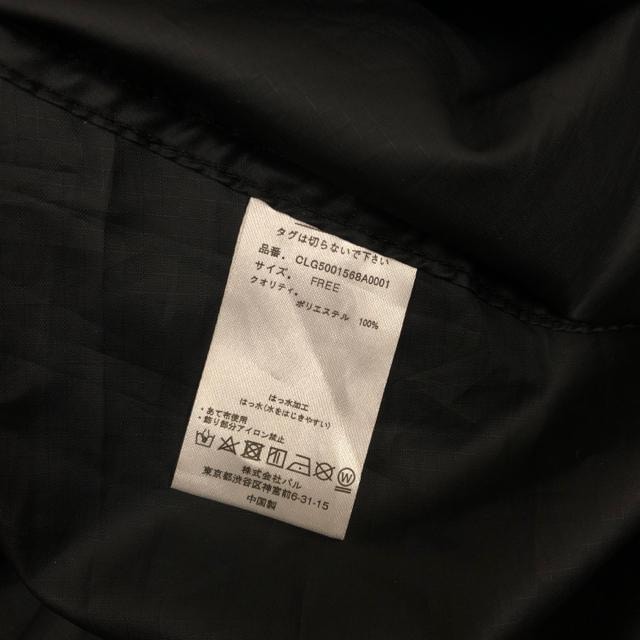 タグは切らないで下さい
品番. CLG5001568A0001
サイズ. FREE
クオリティ.
ポリエステル 100%
はっ水加工
はっ水(水をはじきやすい)
・あて布使用
・飾り部分アイロン禁止
株式会社パル
東京都渋谷区神宮前6-31-15
中国製